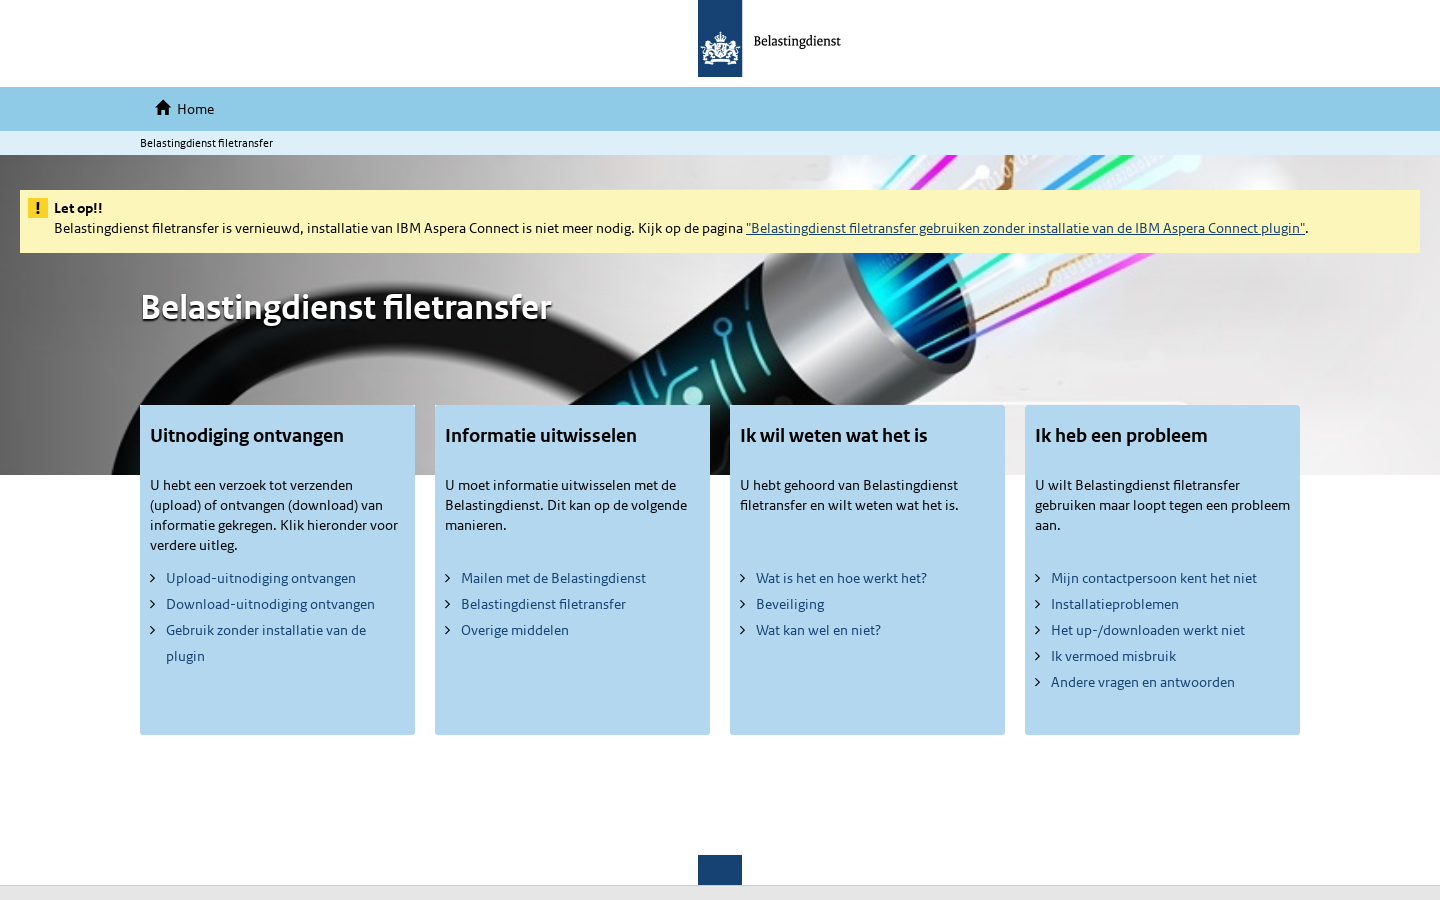 Belastingdienst
Home
Belastingdienst filetransfer
! Let op!!
Belastingdienst filetransfer is vernieuwd, installatie van IBM Aspera Connect is niet meer nodig. Kijk op de pagina "Belastingdienst filetransfer gebruiken zonder installatie van de IBM Aspera Connect plugin".
Belastingdienst filetransfer
Uitnodiging ontvangen
U hebt een verzoek tot verzenden
(upload) of ontvangen (download) van
informatie gekregen. Klik hieronder voor
verdere uitleg.
Upload-uitnodiging ontvangen
Download-uitnodiging ontvangen
Gebruik zonder installatie van de
plugin
Informatie uitwisselen
U moet informatie uitwisselen met de
Belastingdienst. Dit kan op de volgende
manieren.
Mailen met de Belastingdienst
Belastingdienst filetransfer
Overige middelen
Ik wil weten wat het is
U hebt gehoord van Belastingdienst
filetransfer en wilt weten wat het is.
Wat is het en hoe werkt het?
Beveiliging
Wat kan wel en niet?
Ik heb een probleem
U wilt Belastingdienst filetransfer
gebruiken maar loopt tegen een probleem
aan.
Mijn contactpersoon kent het niet
Installatieproblemen
Het up-/downloaden werkt niet
Ik vermoed misbruik
Andere vragen en antwoorden